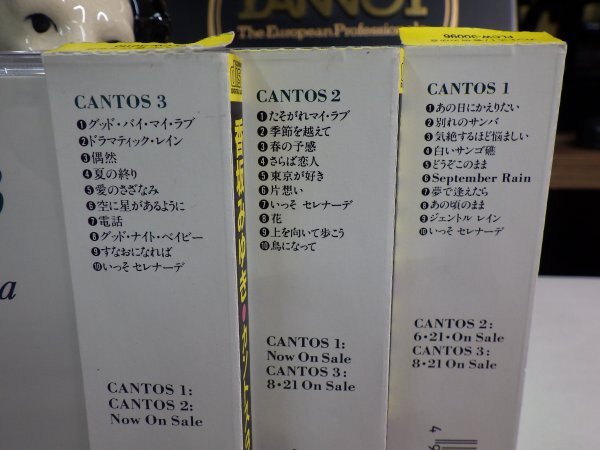 TANNOY
The European Professional
CANTOS 3
❶グッド・バイ・マイ・ラブ
❷ドラマティック・レイン
❸偶然
❹夏の終り
❺愛のさざなみ
❻空に星があるように
❼電話
❽グッド・ナイト・ベイビー
❾すなおになれば
❿いっそ セレナーデ
CANTOS 1:
CANTOS 2:
Now On Sale
香坂みゆき
CANTOS 2
❶たそがれマイ・ラブ
❷季節を越えて
❸春の予感
❹さらば恋人
❺東京が好き
❻片想い
❼いっそ セレナーデ
❽花
❾上を向いて歩こう
❿鳥になって
CANTOS 1:
Now On Sale
CANTOS 3:
8・21 On Sale
CANTOS 1
❶あの日にかえりたい
❷別れのサンバ
❸気絶するほど悩ましい
❹白いサンゴ礁
❺どうぞこのまま
❻September Rain
❼夢で逢えたら
❽あの頃のまま
❾ジェントル レイン
❿いっそ セレナーデ
CANTOS 2:
6・21・On Sale
CANTOS 3:
8・21 On Sale